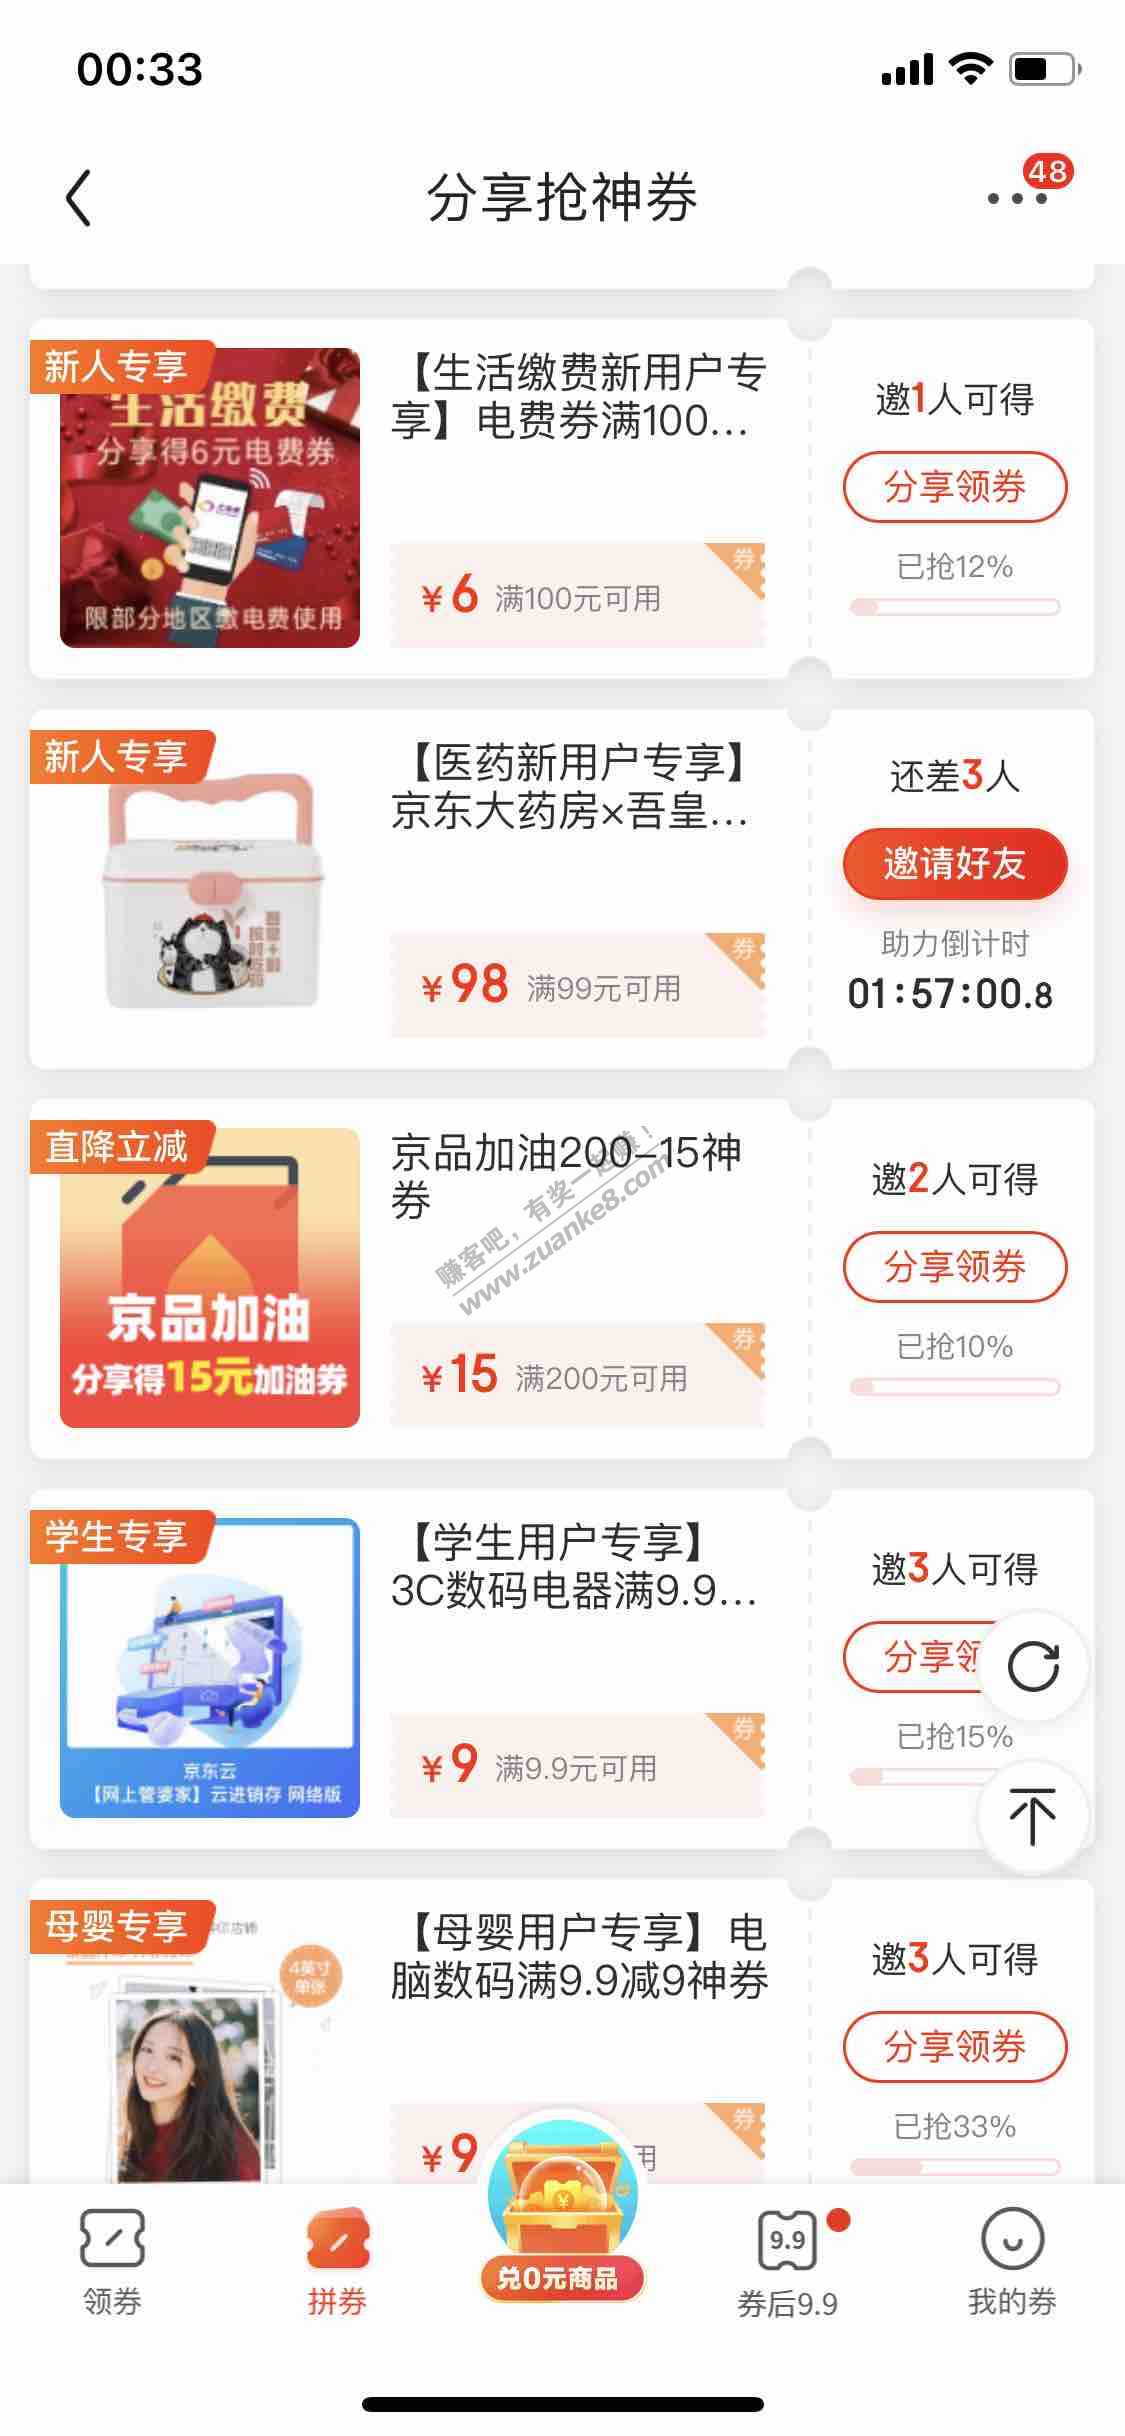 00:33
分享抢神券
48
新人专享
生活缴费
分享得6元电费券
限部分地区缴电费使用
【生活缴费新用户专
享】电费券满100...
券
¥6 满100元可用
邀1人可得
分享领券
已抢12%
新人专享
【医药新用户专享】
京东大药房×吾皇...
券
¥98 满99元可用
还差3人
邀请好友
助力倒计时
01:57:00.8
直降立减
京品加油
分享得15元加油券
京品加油200-15神
券
赚客吧，有奖一起赚！
www.zuanke8.com
券
¥15 满200元可用
邀2人可得
分享领券
已抢10%
学生专享
京东云
【网上管婆家】云进销存 网络版
【学生用户专享】
3C数码电器满9.9...
券
¥9 满9.9元可用
邀3人可得
分享领
已抢15%
母婴专享
4英寸
单张
【母婴用户专享】电
脑数码满9.9减9神券
券
¥9
用
邀3人可得
分享领券
已抢33%
领券
拼券
兑0元商品
9.9
券后9.9
我的券